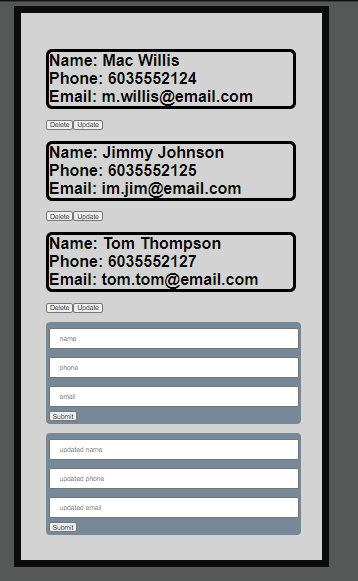 Name: Mac Willis
Phone: 6035552124
Email: m.willis@email.com
Delete Update
Name: Jimmy Johnson
Phone: 6035552125
Email: im.jim@email.com
Delete Update
Name: Tom Thompson
Phone: 6035552127
Email: tom.tom@email.com
Delete Update
name
phone
email
Submit
updated name
updated phone
updated email
Submit